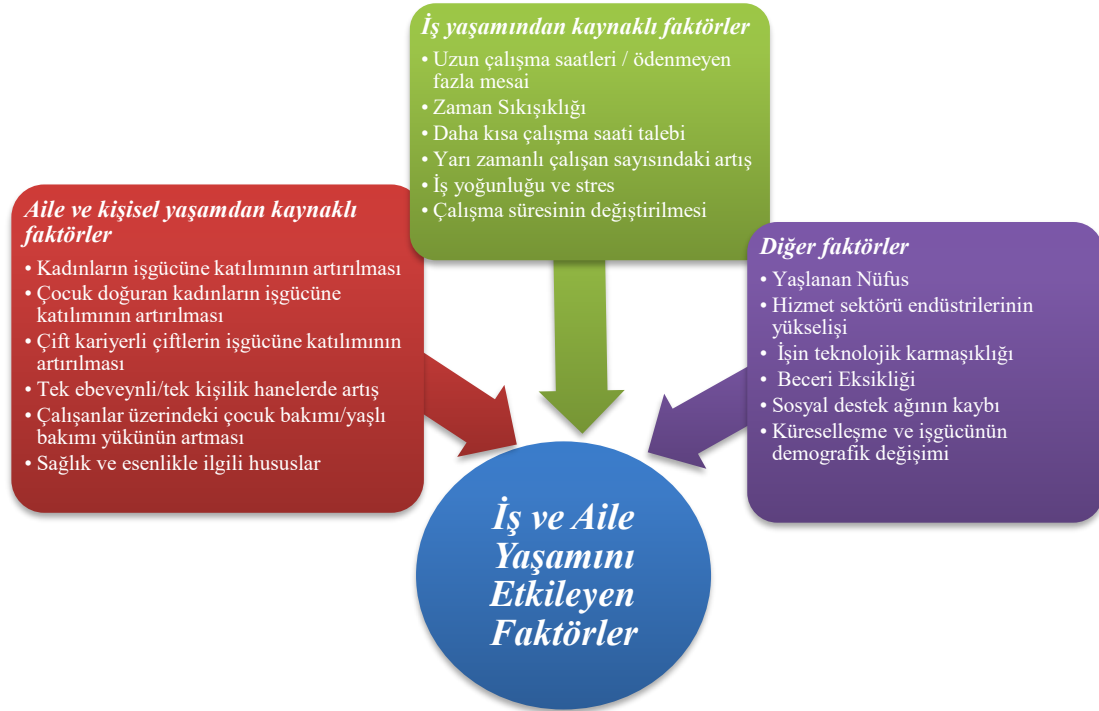 İş yaşamından kaynaklı faktörler
• Uzun çalışma saatleri / ödenmeyen
fazla mesai
• Zaman Sıkışıklığı
• Daha kısa çalışma saati talebi
• Yarı zamanlı çalışan sayısındaki artış
• İş yoğunluğu ve stres
• Çalışma süresinin değiştirilmesi
Aile ve kişisel yaşamdan kaynaklı
faktörler
• Kadınların işgücüne katılımının artırılması
• Çocuk doğuran kadınların işgücüne
katılımının artırılması
• Çift kariyerli çiftlerin işgücüne katılımının
artırılması
• Tek ebeveynli/tek kişilik hanelerde artış
• Çalışanlar üzerindeki çocuk bakımı/yaşlı
bakımı yükünün artması
• Sağlık ve esenlikle ilgili hususlar
Diğer faktörler
• Yaşlanan Nüfus
• Hizmet sektörü endüstrilerinin
yükselişi
• İşin teknolojik karmaşıklığı
• Beceri Eksikliği
• Sosyal destek ağının kaybı
• Küreselleşme ve işgücünün
demografik değişimi
İş ve Aile
Yaşamını
Etkileyen
Faktörler